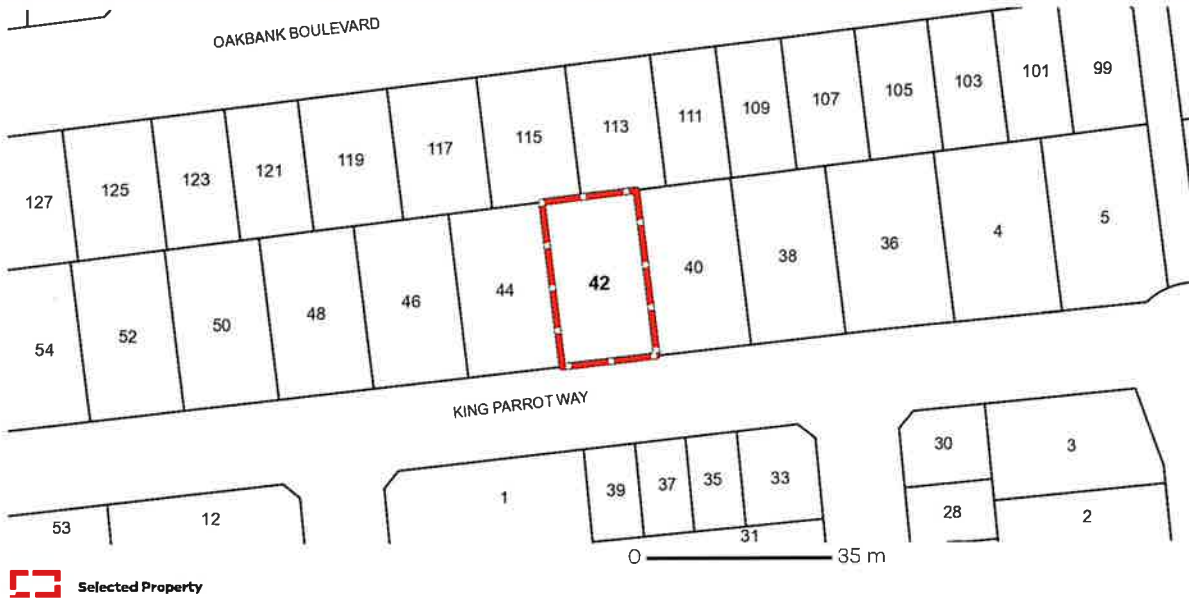 OAKBANK BOULEVARD
127 125 123 121 119 117 115 113 111 109 107 105 103 101 99
54 52 50 48 46 44 42 40 38 36 4 5
KING PARROT WAY
53 12 1 39 37 35 33 30 3
31 28 2
0 35 m
Selected Property